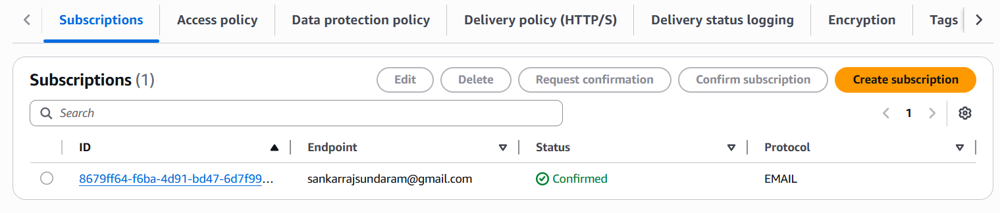 Subscriptions Access policy Data protection policy Delivery policy (HTTP/S) Delivery status logging Encryption Tags
Subscriptions (1) Edit Delete Request confirmation Confirm subscription Create subscription
Search 1
ID Endpoint Status Protocol
8679ff64-f6ba-4d91-bd47-6d7f99... sankarrajsundaram@gmail.com Confirmed EMAIL